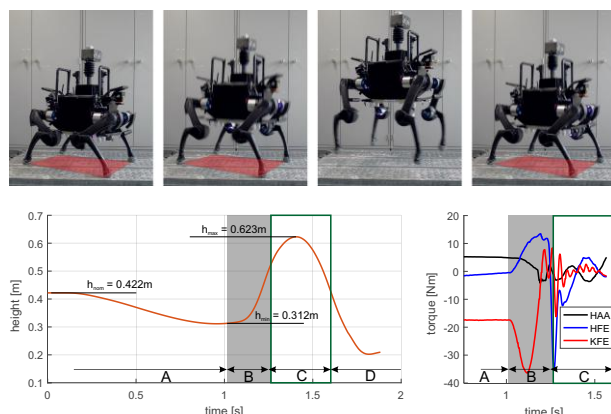 0.7
0.6
0.5
0.4
0.3
0.2
0.1
height [m]
h_max = 0.623m
h_nom = 0.422m
h_min = 0.312m
A B C D
0 0.5 1 1.5 2
time [s]
20
10
0
-10
-20
-30
-40
torque [Nm]
HAA
HFE
KFE
A B C
1 1.5
time [s]